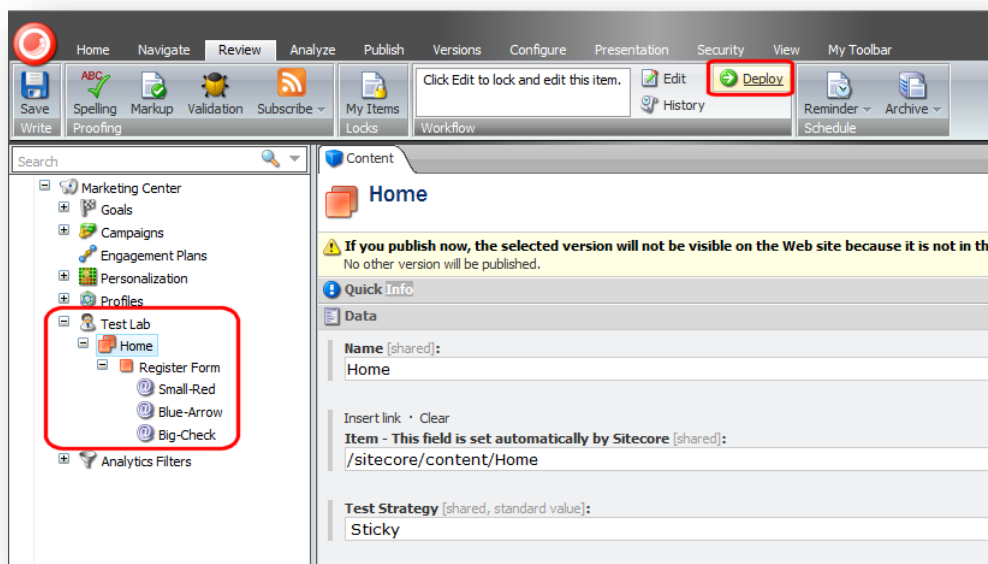 Home Navigate Review Analyze Publish Versions Configure Presentation Security View My Toolbar
Click Edit to lock and edit this item. Edit Deploy
ABC
History
Save Spelling Markup Validation Subscribe My Items Reminder Archive
Write Proofing Locks Workflow Schedule
Search
Content
Marketing Center
Goals
Campaigns
Engagement Plans
Personalization
Profiles
Test Lab
Home
Register Form
Small-Red
Blue-Arrow
Big-Check
Analytics Filters
Home
If you publish now, the selected version will not be visible on the Web site because it is not in th
No other version will be published.
Quick Info
Data
Name [shared]:
Home
Insert link · Clear
Item - This field is set automatically by Sitecore [shared]:
/sitecore/content/Home
Test Strategy [shared, standard value]:
Sticky